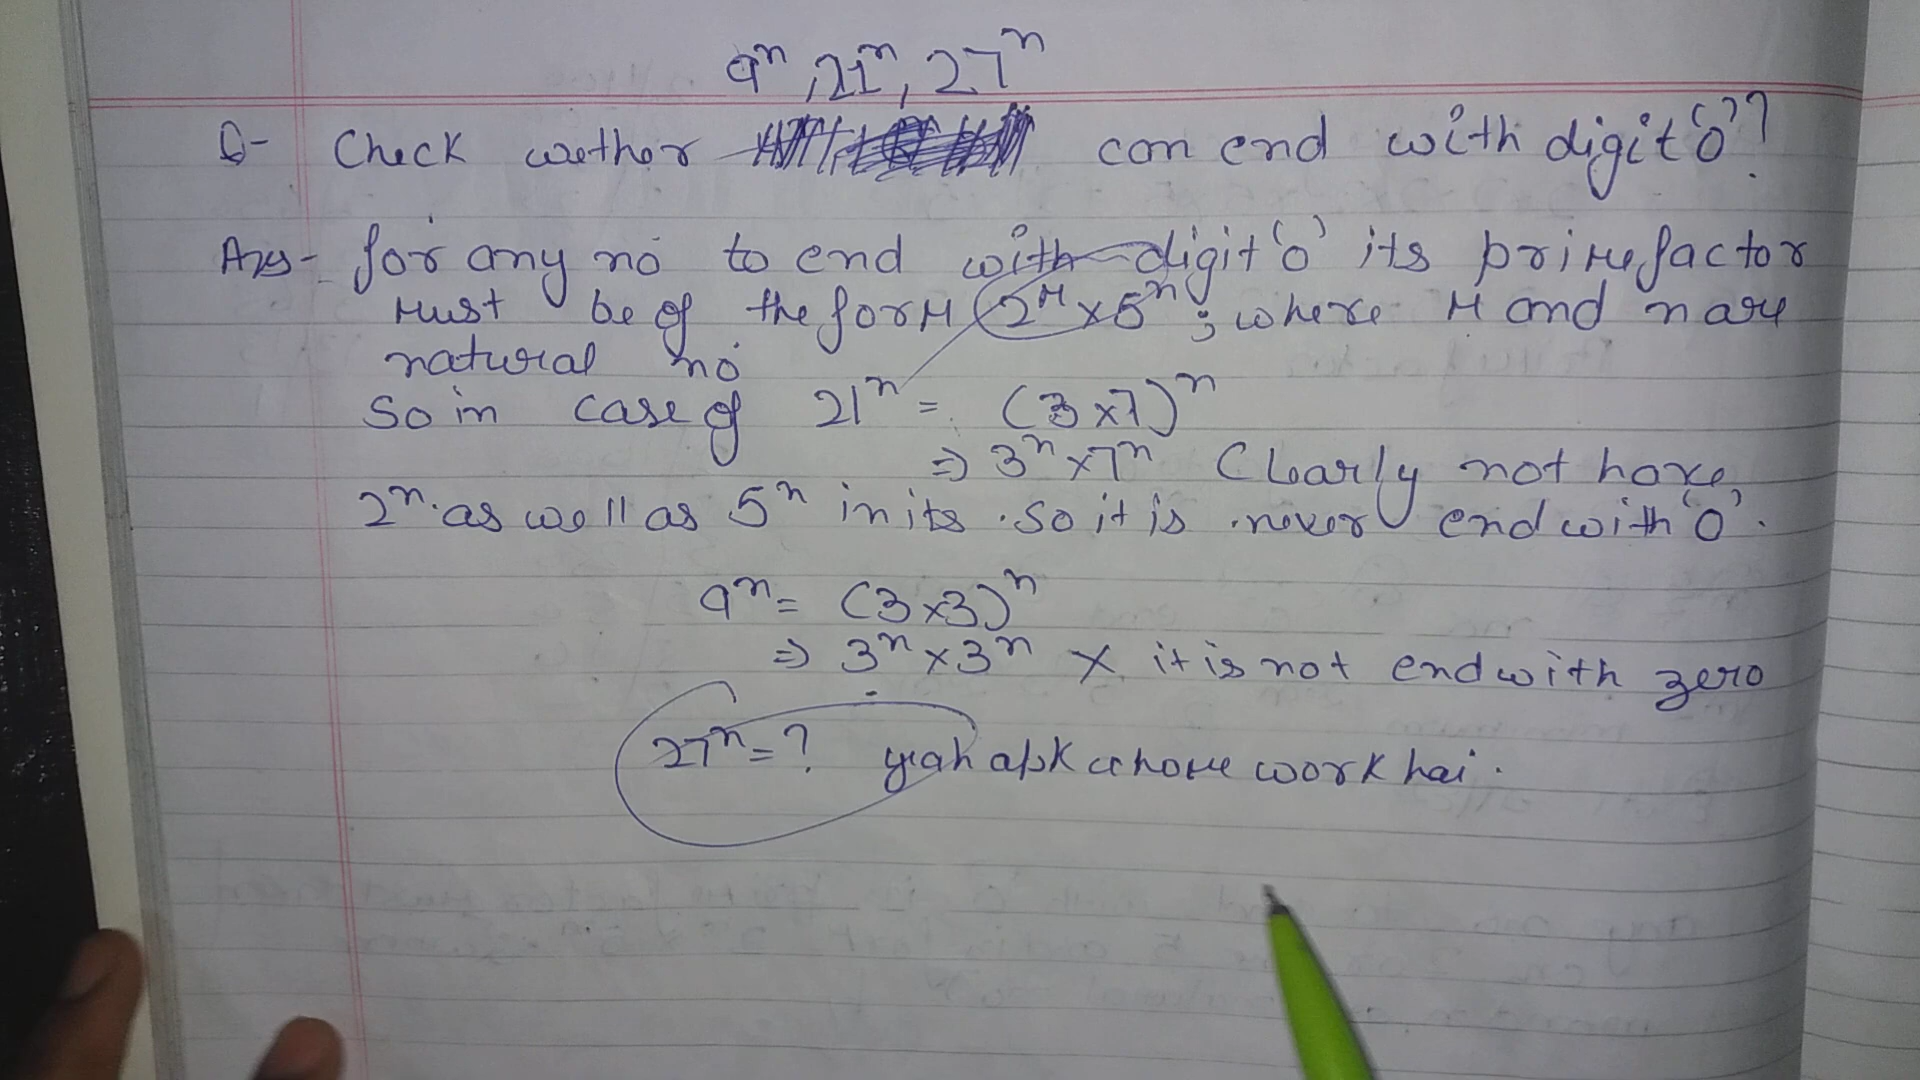 9ⁿ, 21ⁿ, 27ⁿ
Q- Check wether can end with digit '0'?
Ans- for any no to end with digit '0' its prime factor
must be of the form 2ᵐ×5ⁿ; where m and n are
natural no
So in case of 21ⁿ = (3×7)ⁿ
⇒ 3ⁿ×7ⁿ Clearly not have
2ⁿ as well as 5ⁿ in its. So it is never end with '0'.
9ⁿ = (3×3)ⁿ
⇒ 3ⁿ×3ⁿ × it is not end with zero
27ⁿ = ? yeah apka home work hai.